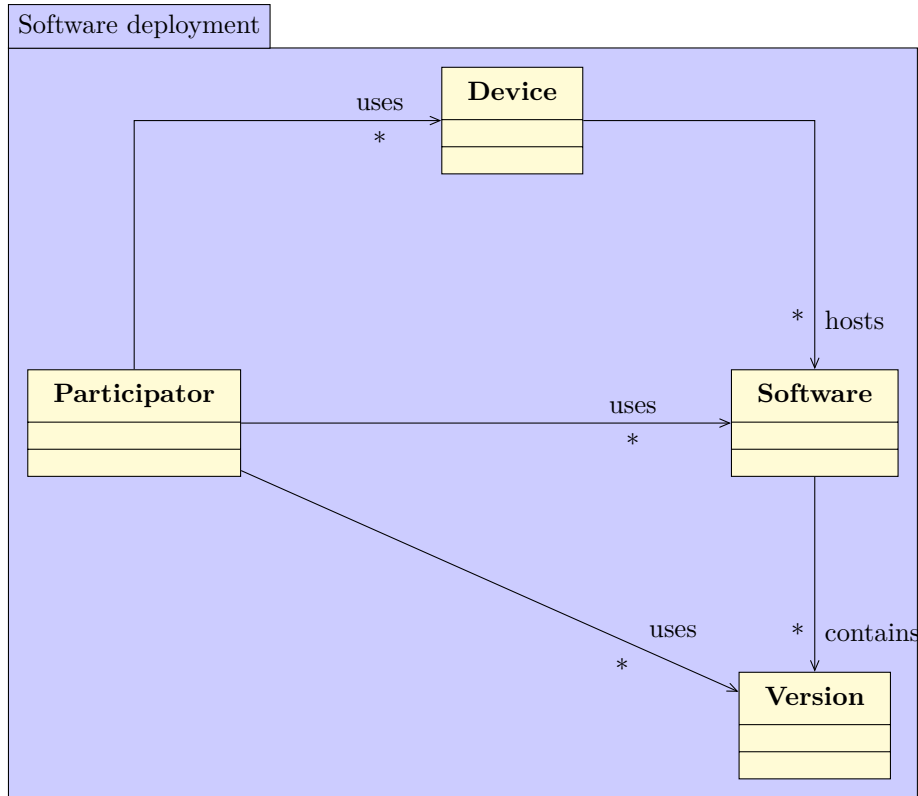 Software deployment
Device
uses
*
* hosts
Participator
Software
uses
*
uses
*
* contains
Version